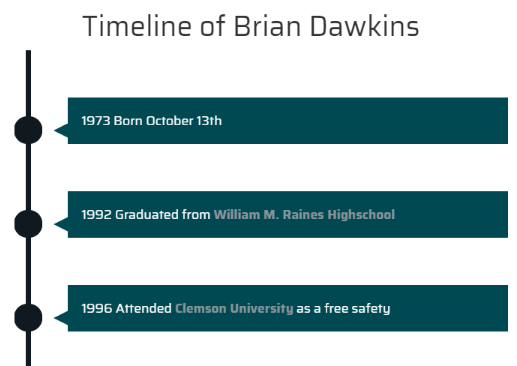 Timeline of Brian Dawkins
1973 Born October 13th
1992 Graduated from William M. Raines Highschool
1996 Attended Clemson University as a free safety